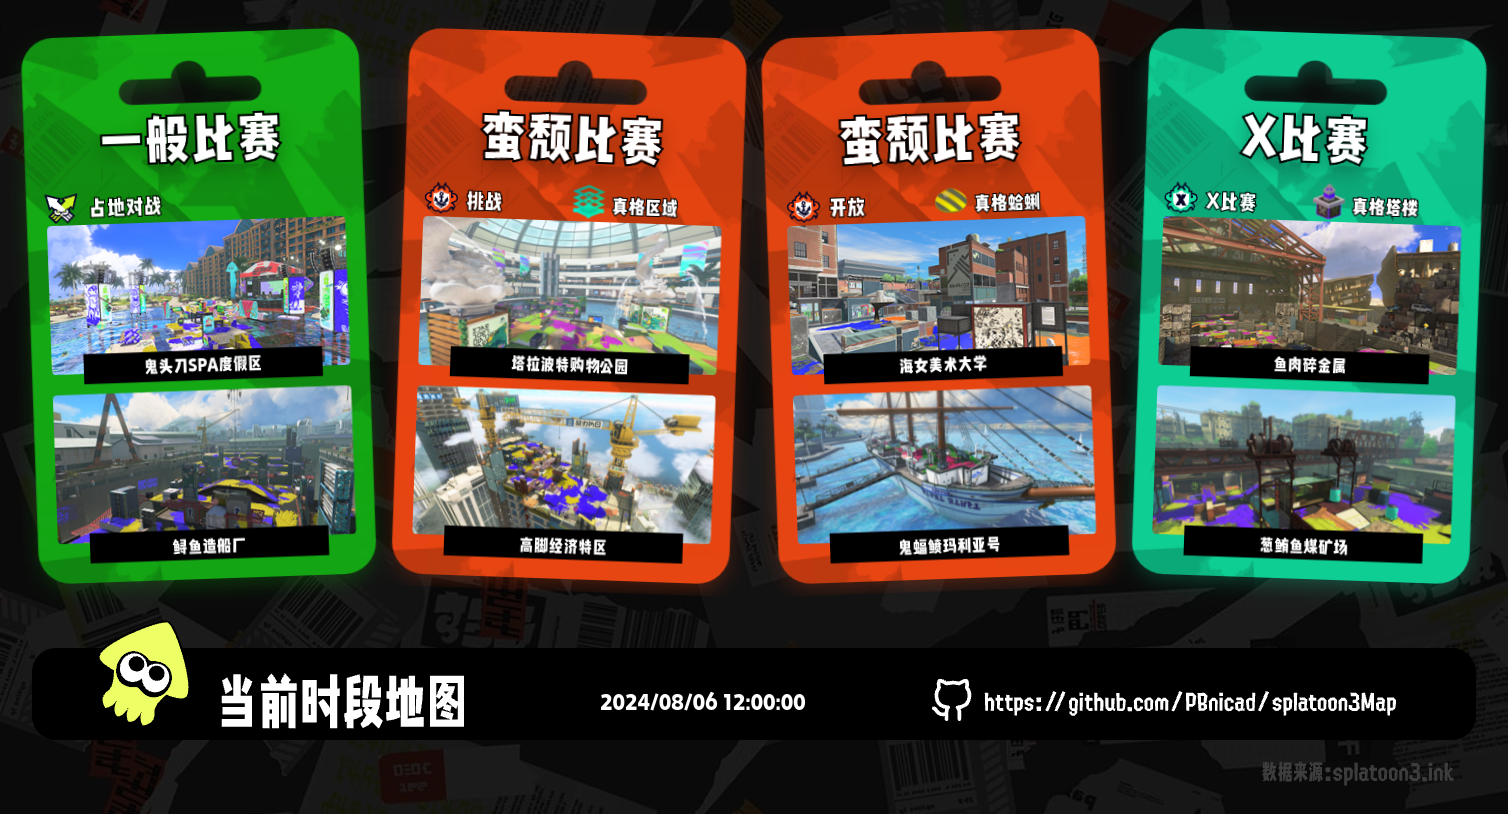 一般比赛
占地对战
鬼头刀SPA度假区
鲟鱼造船厂
蛮颓比赛
挑战
真格区域
塔拉波特购物公园
高脚经济特区
蛮颓比赛
开放
真格蛤蜊
海女美术大学
鬼蝠鲼玛利亚号
X比赛
X比赛
真格塔楼
鱼肉碎金属
葱鲔鱼煤矿场
当前时段地图
2024/08/06 12:00:00
https://github.com/PBnicad/splatoon3Map
数据来源:splatoon3.ink